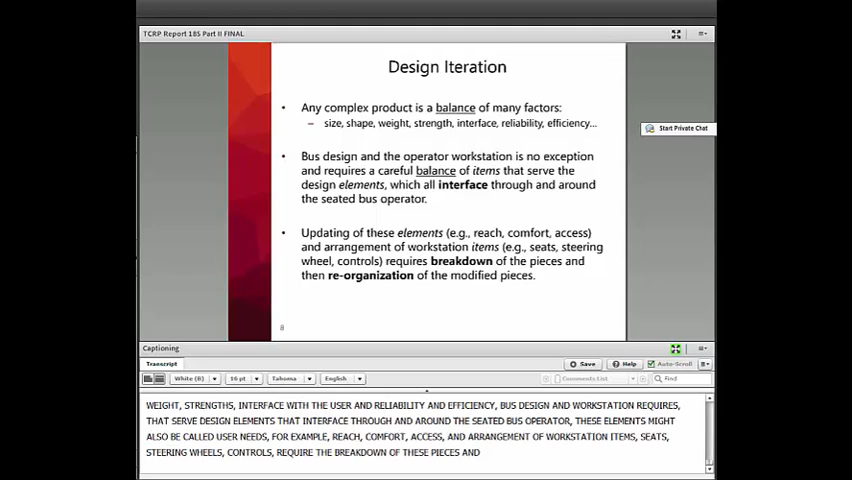 TCRP Report 185 Part II FINAL
Design Iteration
• Any complex product is a balance of many factors:
– size, shape, weight, strength, interface, reliability, efficiency...
Start Private Chat
• Bus design and the operator workstation is no exception
and requires a careful balance of items that serve the
design elements, which all interface through and around
the seated bus operator.
• Updating of these elements (e.g., reach, comfort, access)
and arrangement of workstation items (e.g., seats, steering
wheel, controls) requires breakdown of the pieces and
then re-organization of the modified pieces.
8
Captioning
Transcript
Save
Help
Auto-Scroll
White (B)
16 pt
Tahoma
English
Comments List
Find
WEIGHT, STRENGTHS, INTERFACE WITH THE USER AND RELIABILITY AND EFFICIENCY, BUS DESIGN AND WORKSTATION REQUIRES,
THAT SERVE DESIGN ELEMENTS THAT INTERFACE THROUGH AND AROUND THE SEATED BUS OPERATOR, THESE ELEMENTS MIGHT
ALSO BE CALLED USER NEEDS, FOR EXAMPLE, REACH, COMFORT, ACCESS, AND ARRANGEMENT OF WORKSTATION ITEMS, SEATS,
STEERING WHEELS, CONTROLS, REQUIRE THE BREAKDOWN OF THESE PIECES AND